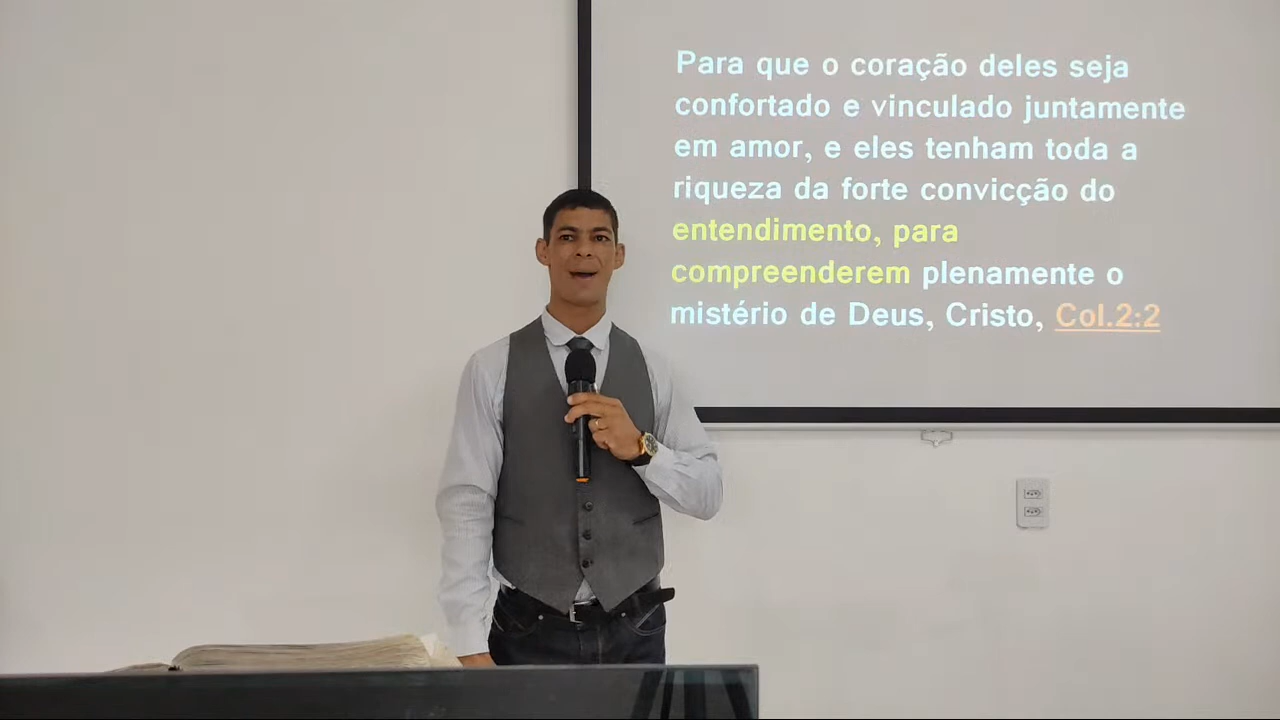 Para que o coração deles seja
confortado e vinculado juntamente
em amor, e eles tenham toda a
riqueza da forte convicção do
entendimento, para
compreenderem plenamente o
mistério de Deus, Cristo, Col.2:2